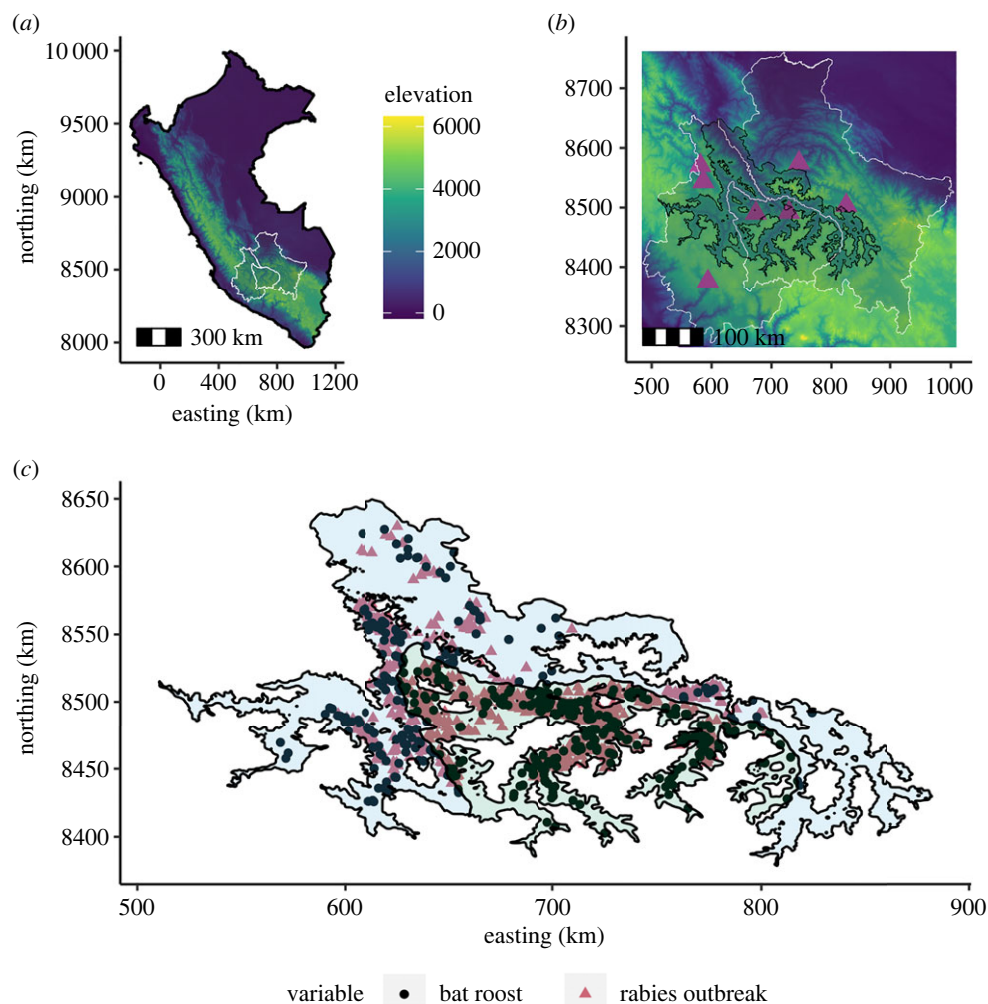 (a)
10 000
9500
9000
8500
8000
northing (km)
300 km
0 400 800 1200
easting (km)
elevation
6000
4000
2000
0
(b)
8700
8600
8500
8400
8300
100 km
500 600 700 800 900 1000
(c)
8650
8600
8550
8500
8450
8400
northing (km)
500 600 700 800 900
easting (km)
variable bat roost rabies outbreak